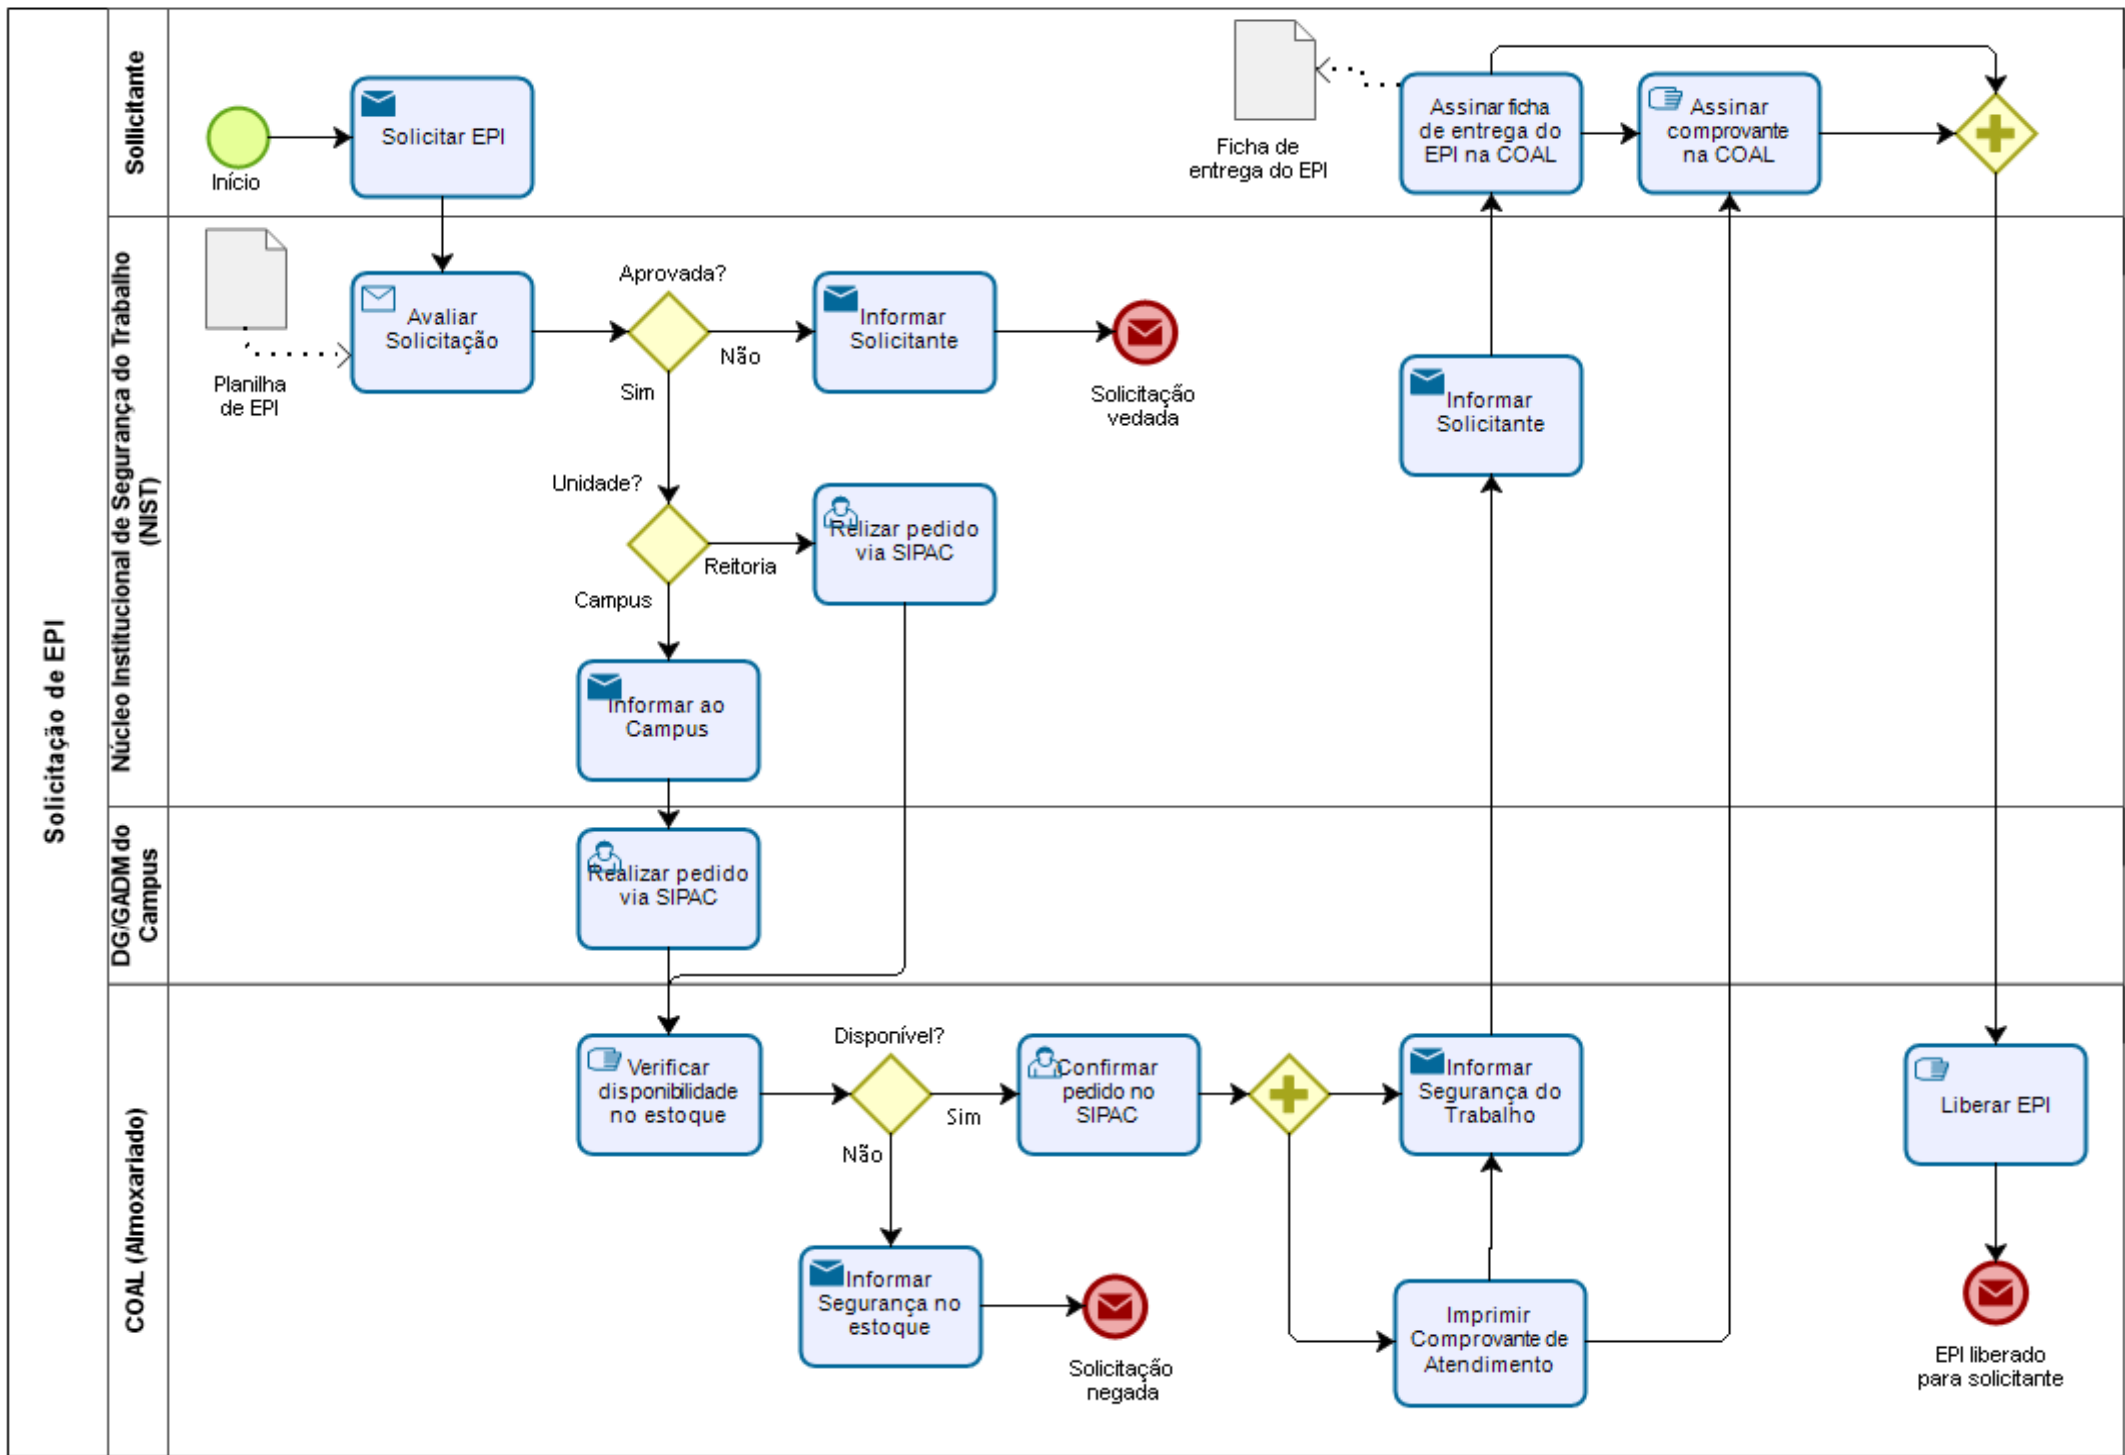 Solicitação de EPI
Sollicitante
Início
Solicitar EPI
Ficha de
entrega do EPI
Assinar ficha
de entrega do
EPI na COAL
Assinar
comprovante
na COAL
Núcleo Institucional de Segurança do Trabalho
(NIST)
Planilha
de EPI
Avaliar
Solicitação
Aprovada?
Não
Sim
Informar
Solicitante
Solicitação
vedada
Informar
Solicitante
Unidade?
Reitoria
Campus
Relizar pedido
via SIPAC
Informar ao
Campus
DG/GADM do
Campus
Realizar pedido
via SIPAC
COAL (Almoxariado)
Verificar
disponibilidade
no estoque
Disponível?
Sim
Não
Confirmar
pedido no
SIPAC
Informar
Segurança do
Trabalho
Liberar EPI
Informar
Segurança no
estoque
Solicitação
negada
Imprimir
Comprovante de
Atendimento
EPI liberado
para solicitante